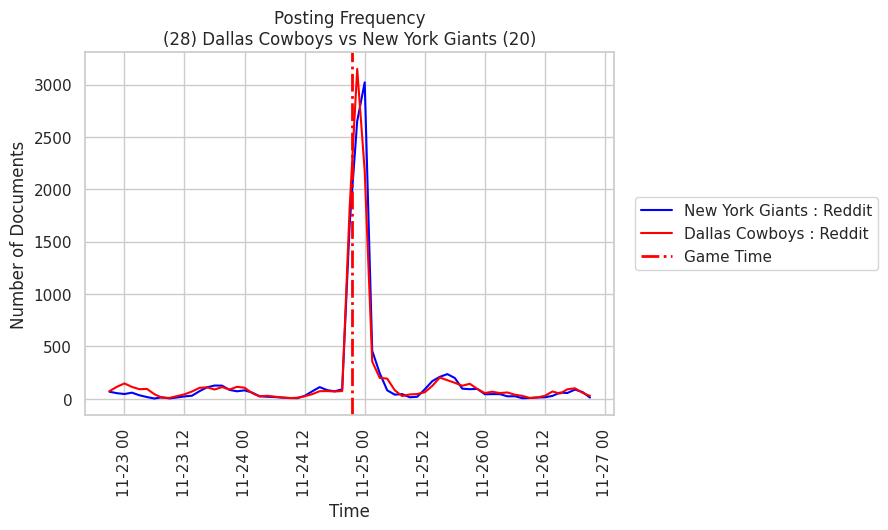 Posting Frequency
(28) Dallas Cowboys vs New York Giants (20)
Number of Documents
3000
2500
2000
1500
1000
500
0
11-23 00
11-23 12
11-24 00
11-24 12
11-25 00
11-25 12
11-26 00
11-26 12
11-27 00
Time
New York Giants : Reddit
Dallas Cowboys : Reddit
Game Time